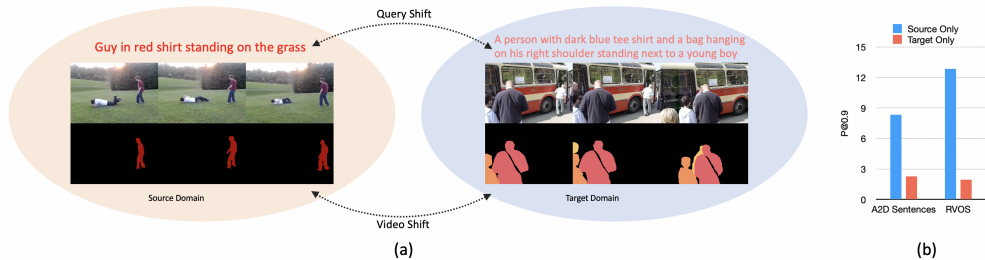 Query Shift
Guy in red shirt standing on the grass
A person with dark blue tee shirt and a bag hanging
on his right shoulder standing next to a young boy
Source Domain
Target Domain
Video Shift
(a)
Source Only
Target Only
P@0.9
15
12
9
6
3
0
A2D Sentences
RVOS
(b)